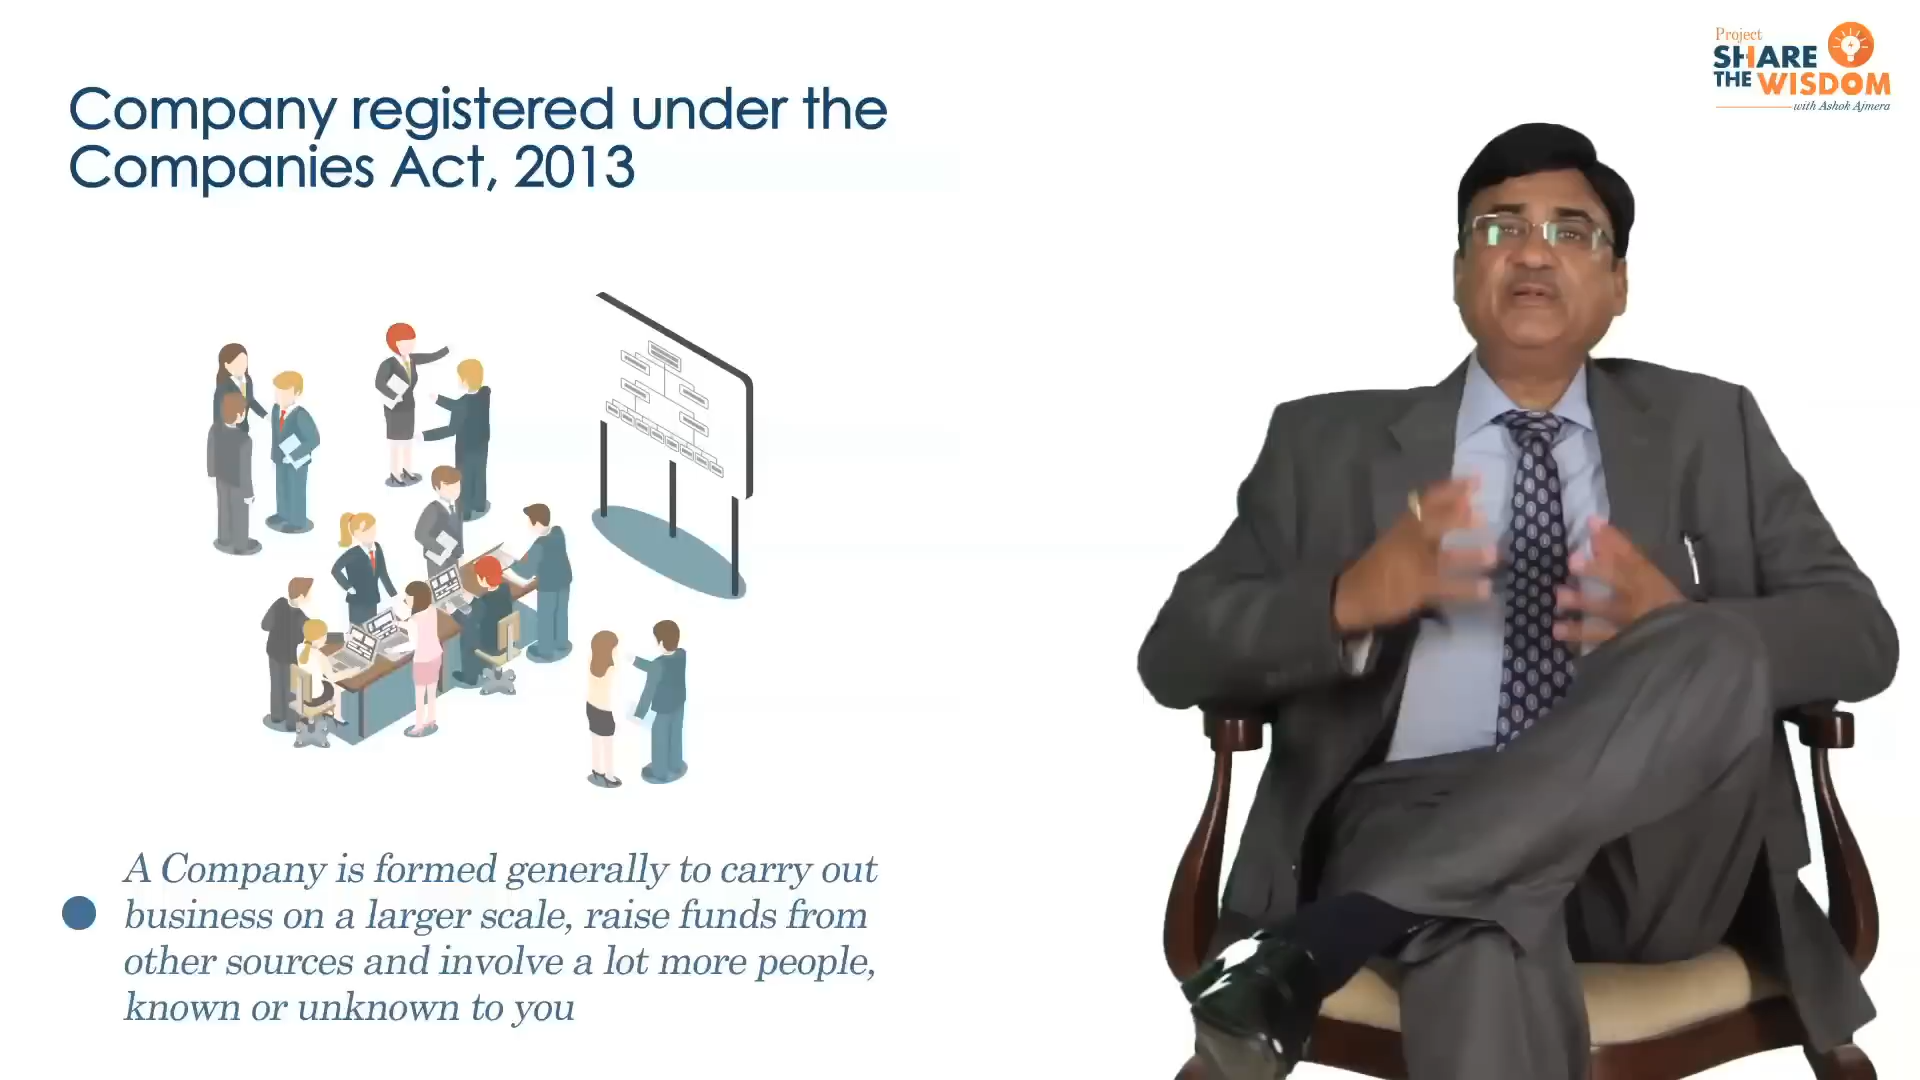 Project
SHARE
THE WISDOM
with Ashok Ajmera
Company registered under the
Companies Act, 2013
A Company is formed generally to carry out
business on a larger scale, raise funds from
other sources and involve a lot more people,
known or unknown to you